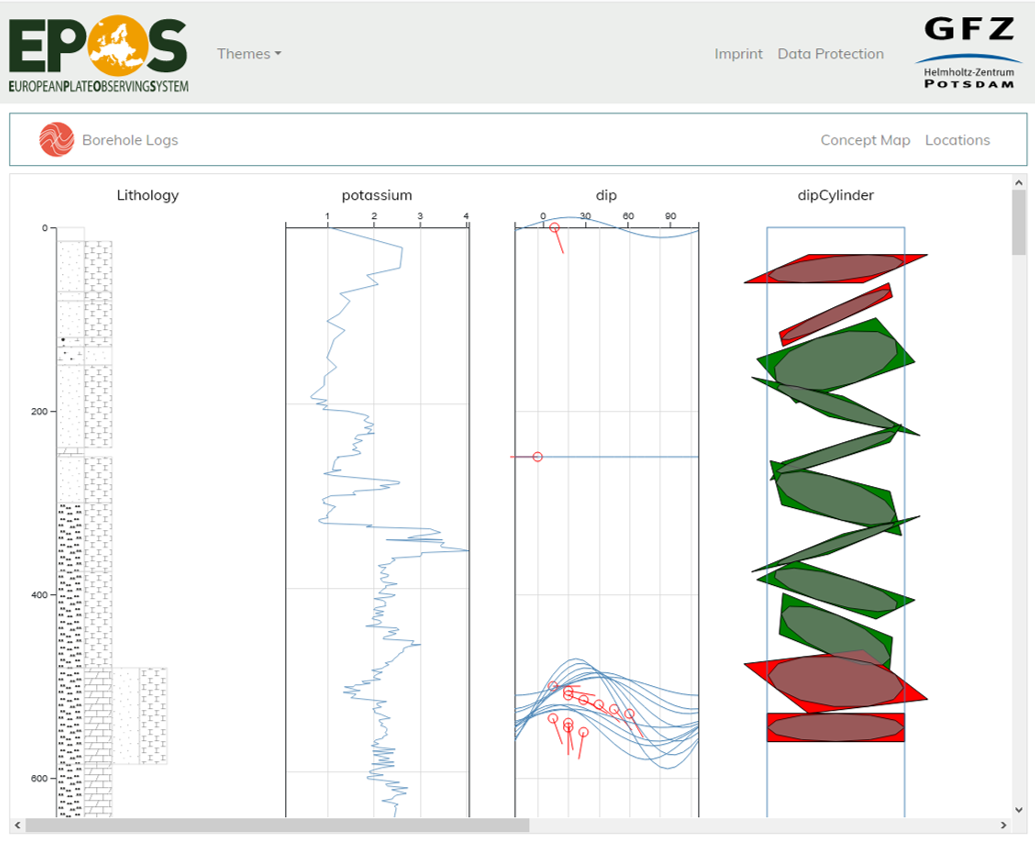 EPOS
EUROPEANPLATEOBSERVINGSYSTEM
Themes
Imprint Data Protection
GFZ
Helmholtz-Zentrum
POTSDAM
Borehole Logs
Concept Map Locations
Lithology potassium dip dipCylinder
1 2 3 4 0 30 60 90
0
200
400
600